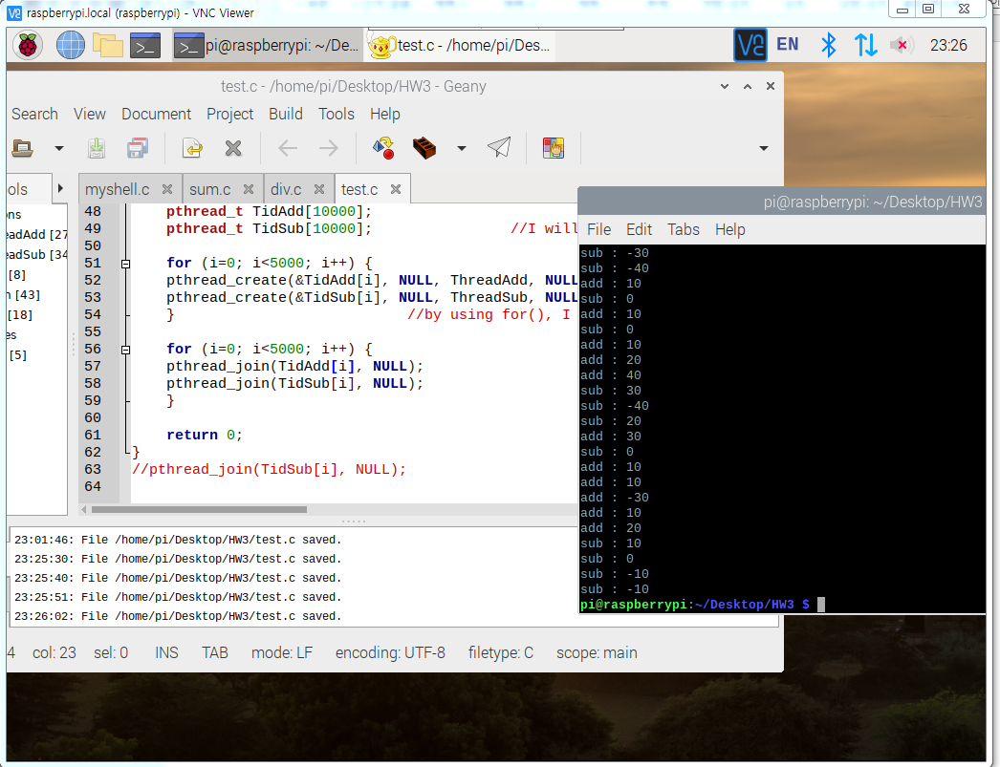 raspberrypi.local (raspberrypi) - VNC Viewer
pi@raspberrypi: ~/De...
test.c - /home/pi/Des...
EN
23:26
test.c - /home/pi/Desktop/HW3 - Geany
Search View Document Project Build Tools Help
ols
myshell.c
sum.c
div.c
test.c
ons
eadAdd [27
eadSub [34
[8]
n [43]
[18]
es
[5]
48 pthread_t TidAdd[10000];
49 pthread_t TidSub[10000]; //I will
50
51 for (i=0; i<5000; i++) {
52 pthread_create(&TidAdd[i], NULL, ThreadAdd, NULL
53 pthread_create(&TidSub[i], NULL, ThreadSub, NULL
54 } //by using for(), I
55
56 for (i=0; i<5000; i++) {
57 pthread_join(TidAdd[i], NULL);
58 pthread_join(TidSub[i], NULL);
59 }
60
61 return 0;
62 }
63 //pthread_join(TidSub[i], NULL);
64
23:01:46: File /home/pi/Desktop/HW3/test.c saved.
23:25:30: File /home/pi/Desktop/HW3/test.c saved.
23:25:40: File /home/pi/Desktop/HW3/test.c saved.
23:25:51: File /home/pi/Desktop/HW3/test.c saved.
23:26:02: File /home/pi/Desktop/HW3/test.c saved.
4 col: 23 sel: 0 INS TAB mode: LF encoding: UTF-8 filetype: C scope: main
pi@raspberrypi: ~/Desktop/HW3
File Edit Tabs Help
sub : -30
sub : -40
add : 10
sub : 0
add : 10
sub : 0
add : 10
add : 20
add : 40
sub : 30
sub : -40
sub : 20
add : 30
sub : 0
add : 10
add : 10
add : -30
add : 10
add : 20
sub : 10
sub : 0
sub : -10
sub : -10
pi@raspberrypi:~/Desktop/HW3 $